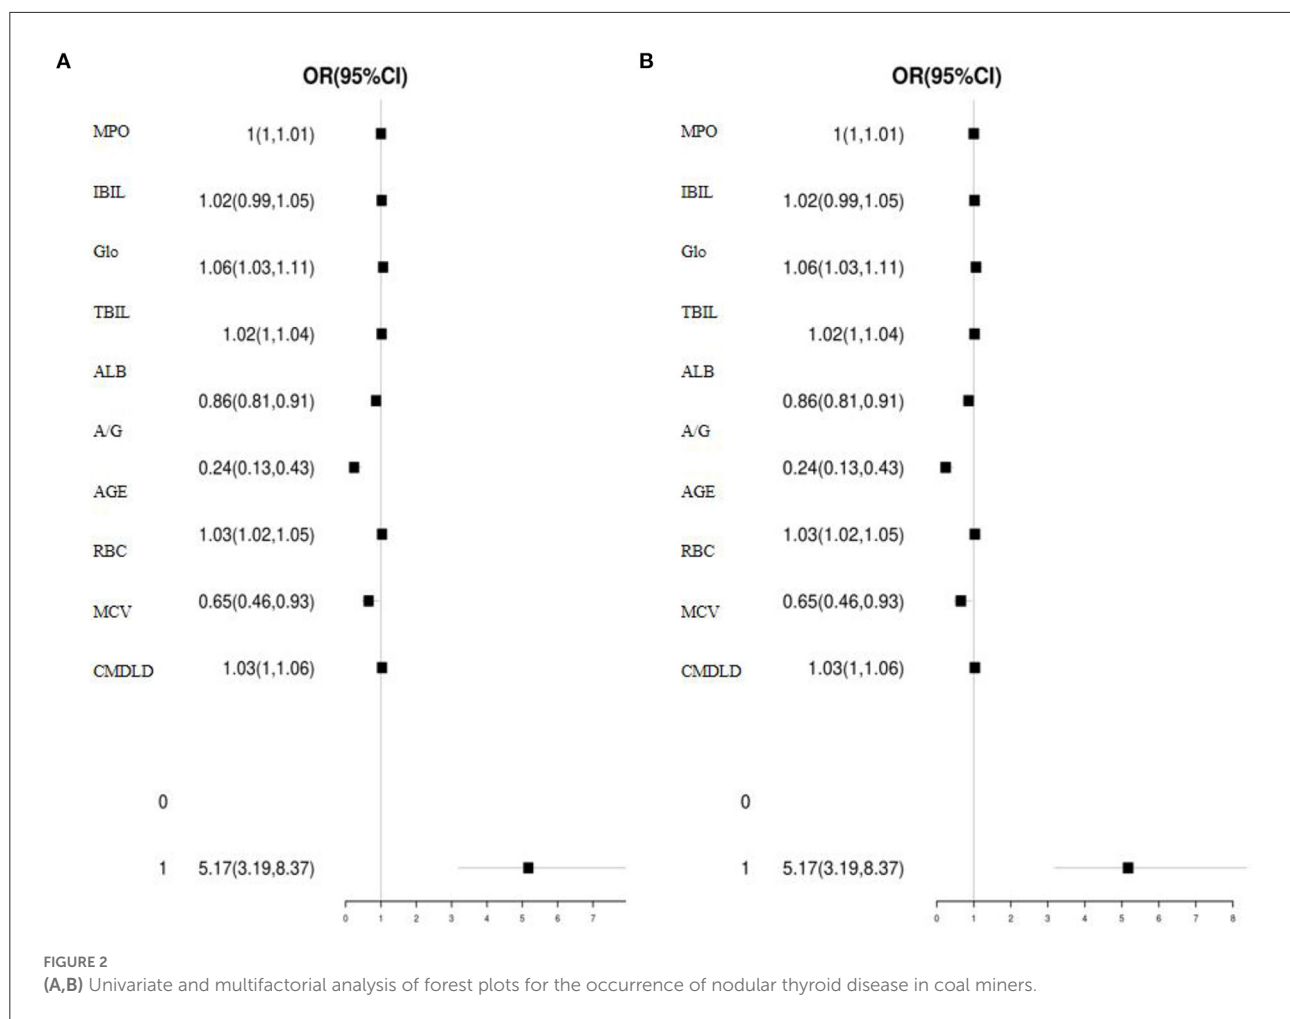 A
OR(95%CI)
MPO
1(1,1.01)
IBIL
1.02(0.99,1.05)
Glo
1.06(1.03,1.11)
TBIL
1.02(1,1.04)
ALB
0.86(0.81,0.91)
A/G
0.24(0.13,0.43)
AGE
1.03(1.02,1.05)
RBC
0.65(0.46,0.93)
MCV
1.03(1,1.06)
CMDLD
0
1 5.17(3.19,8.37)
0 1 2 3 4 5 6 7
B
OR(95%CI)
MPO
1(1,1.01)
IBIL
1.02(0.99,1.05)
Glo
1.06(1.03,1.11)
TBIL
1.02(1,1.04)
ALB
0.86(0.81,0.91)
A/G
0.24(0.13,0.43)
AGE
1.03(1.02,1.05)
RBC
0.65(0.46,0.93)
MCV
1.03(1,1.06)
CMDLD
0
1 5.17(3.19,8.37)
0 1 2 3 4 5 6 7 8
FIGURE 2
(A,B) Univariate and multifactorial analysis of forest plots for the occurrence of nodular thyroid disease in coal miners.